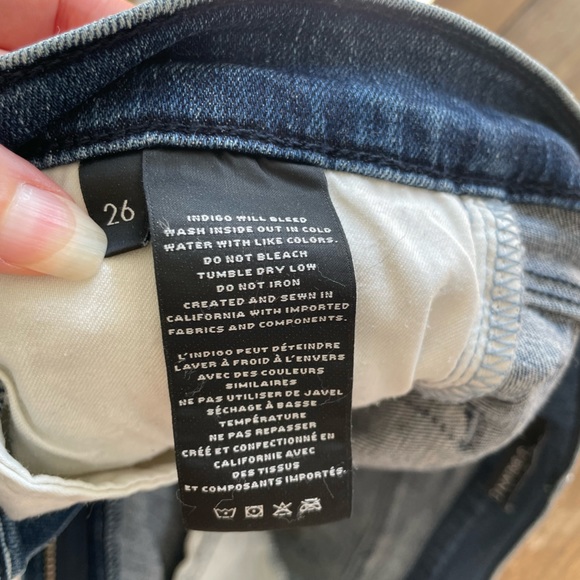 26
INDIGO WILL BLEED
WASH INSIDE OUT IN COLD
WATER WITH LIKE COLORS.
DO NOT BLEACH
TUMBLE DRY LOW
DO NOT IRON
CREATED AND SEWN IN
CALIFORNIA WITH IMPORTED
FABRICS AND COMPONENTS.
L'INDIGO PEUT DÉTEINDRE
LAVER À FROID À L'ENVERS
AVEC DES COULEURS
SIMILAIRES
NE PAS UTILISER DE JAVEL
SÉCHAGE À BASSE
TEMPÉRATURE
NE PAS REPASSER
CRÉÉ ET CONFECTIONNÉ EN
CALIFORNIE AVEC
DES TISSUS
ET COMPOSANTS IMPORTÉS.